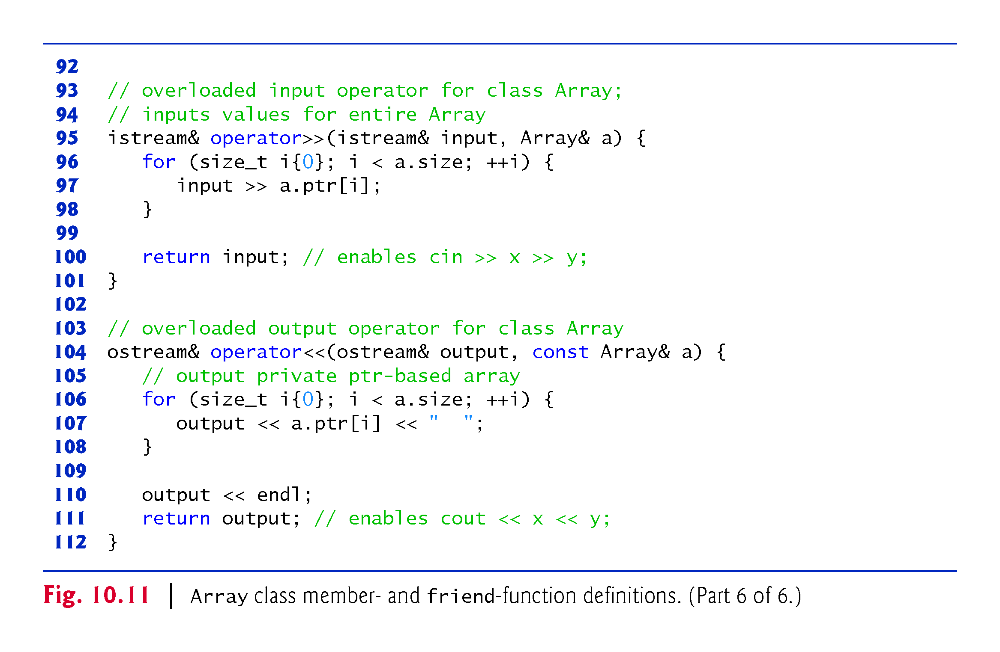 92
93 // overloaded input operator for class Array;
94 // inputs values for entire Array
95 istream& operator>>(istream& input, Array& a) {
96    for (size_t i{0}; i < a.size; ++i) {
97       input >> a.ptr[i];
98    }
99
100    return input; // enables cin >> x >> y;
101 }
102
103 // overloaded output operator for class Array
104 ostream& operator<<(ostream& output, const Array& a) {
105    // output private ptr-based array
106    for (size_t i{0}; i < a.size; ++i) {
107       output << a.ptr[i] << "  ";
108    }
109
110    output << endl;
111    return output; // enables cout << x << y;
112 }
Fig. 10.11 | Array class member- and friend-function definitions. (Part 6 of 6.)